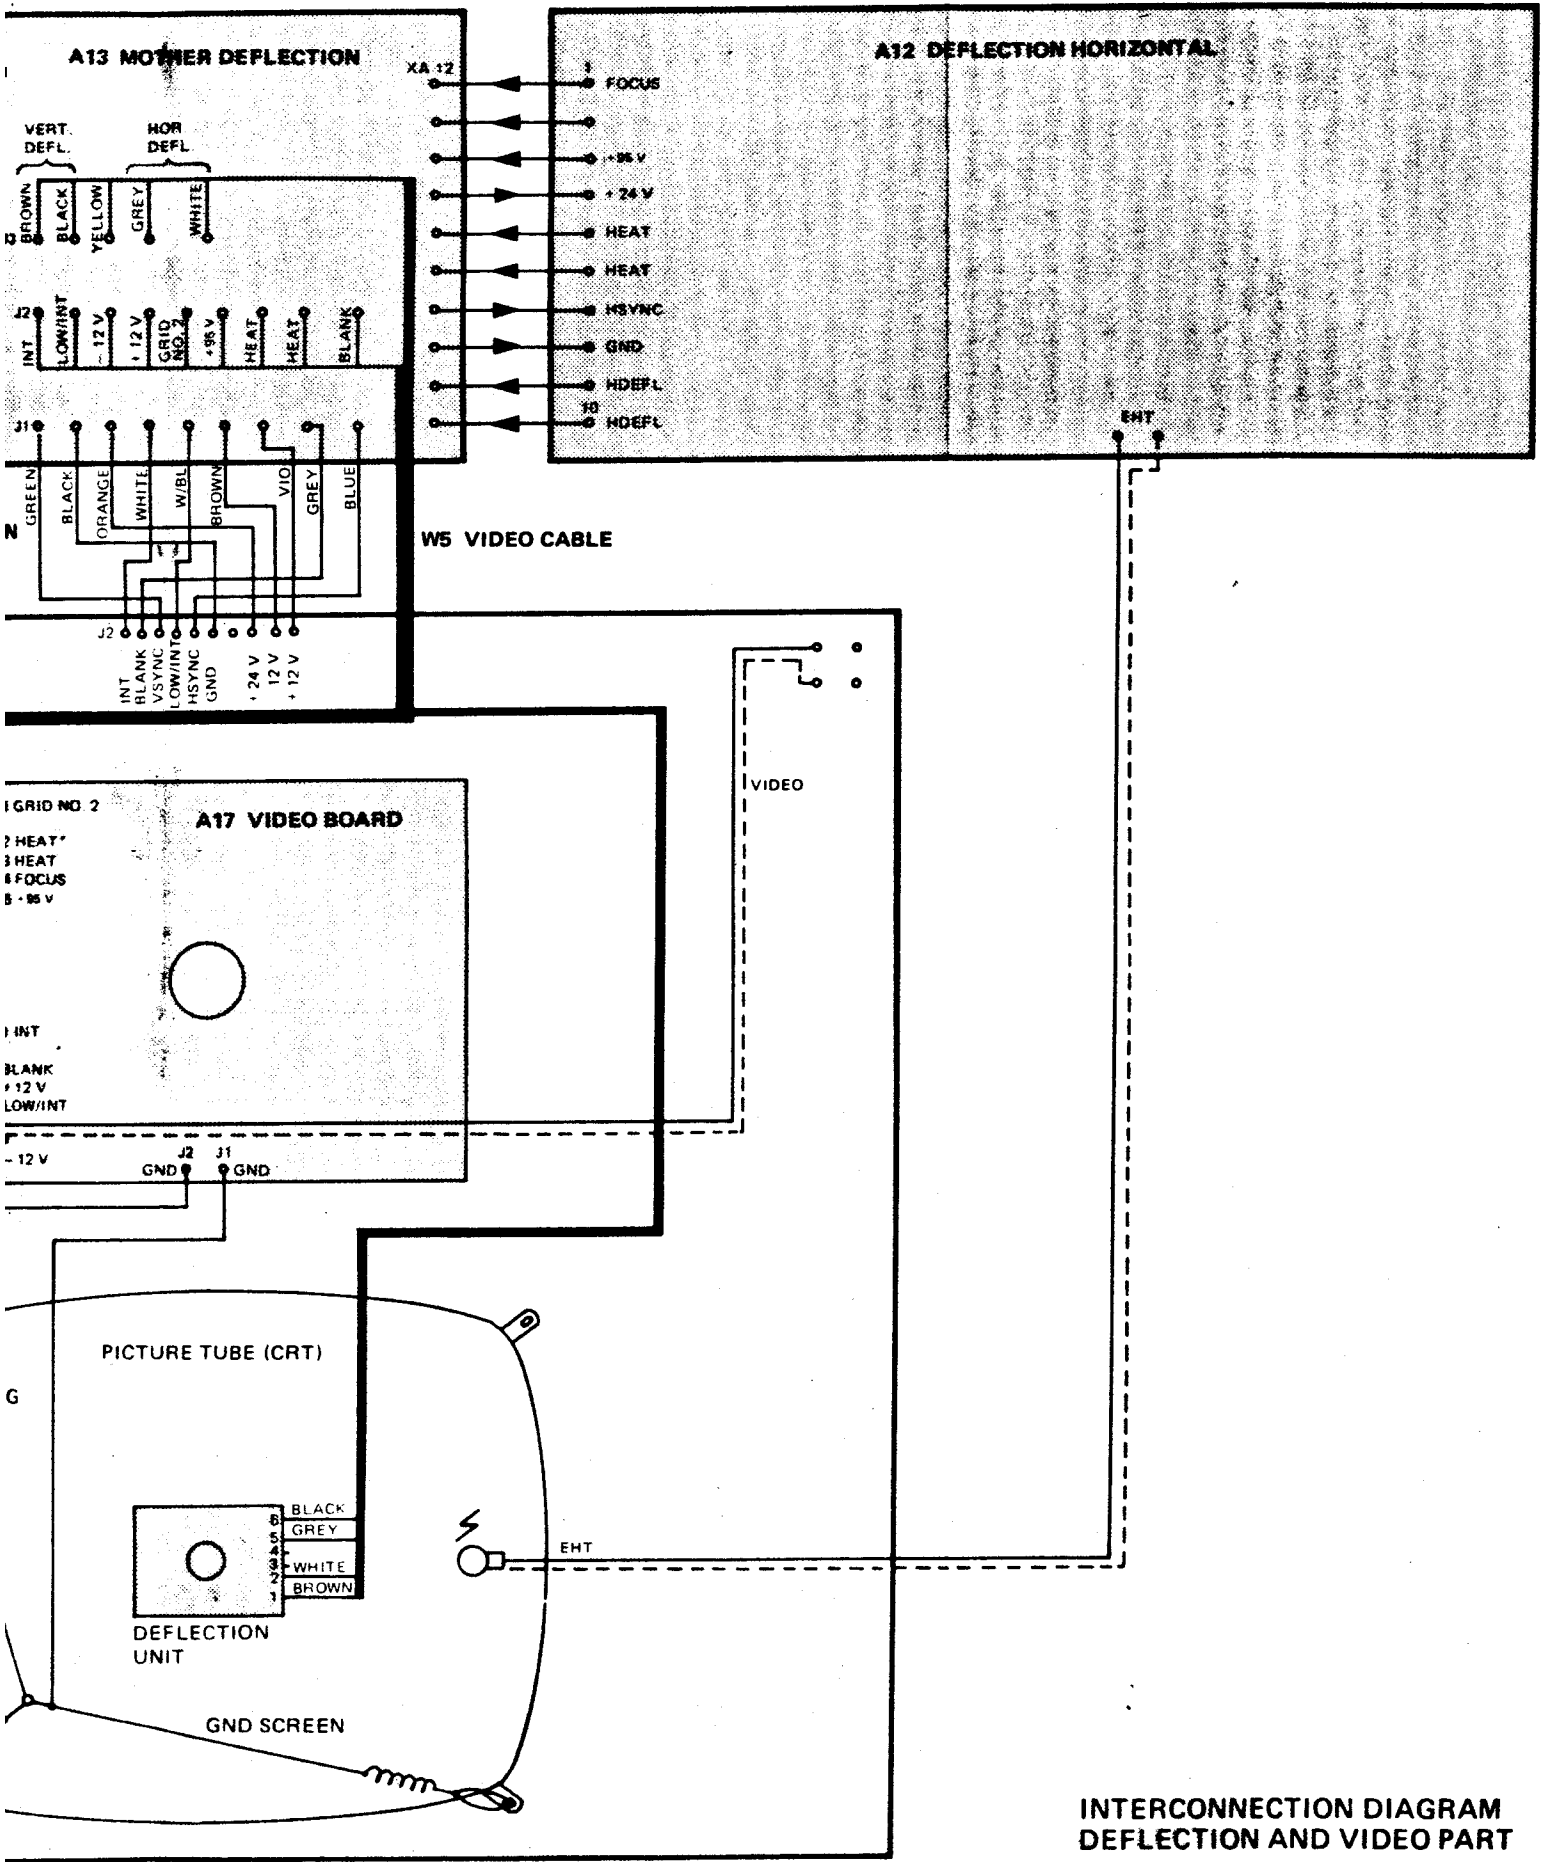 A13 MOTHER DEFLECTION
XA 12
VERT.
DEFL.
HOR
DEFL.
BROWN
BLACK
YELLOW
GREY
WHITE
J2
INT
LOW/INT
- 12 V
+ 12 V
GRID
NO. 2
+95 V
HEAT
HEAT
BLANK
J1
GREEN
BLACK
ORANGE
WHITE
W/BL
BROWN
VIO
GREY
BLUE
A12 DEFLECTION HORIZONTAL
1
FOCUS
+95 V
+ 24 V
HEAT
HEAT
HSYNC
GND
HDEFL
10
HDEFL
EHT
N
W5 VIDEO CABLE
J2
INT
BLANK
VSYNC
LOW/INT
HSYNC
GND
+ 24 V
12 V
+ 12 V
VIDEO
GRID NO. 2
A17 VIDEO BOARD
2 HEAT
3 HEAT
FOCUS
- 95 V
INT
BLANK
+ 12 V
LOW/INT
- 12 V
J2 J1
GND GND
PICTURE TUBE (CRT)
G
6 BLACK
5 GREY
4
3
2 WHITE
1 BROWN
EHT
DEFLECTION
UNIT
GND SCREEN
INTERCONNECTION DIAGRAM
DEFLECTION AND VIDEO PART